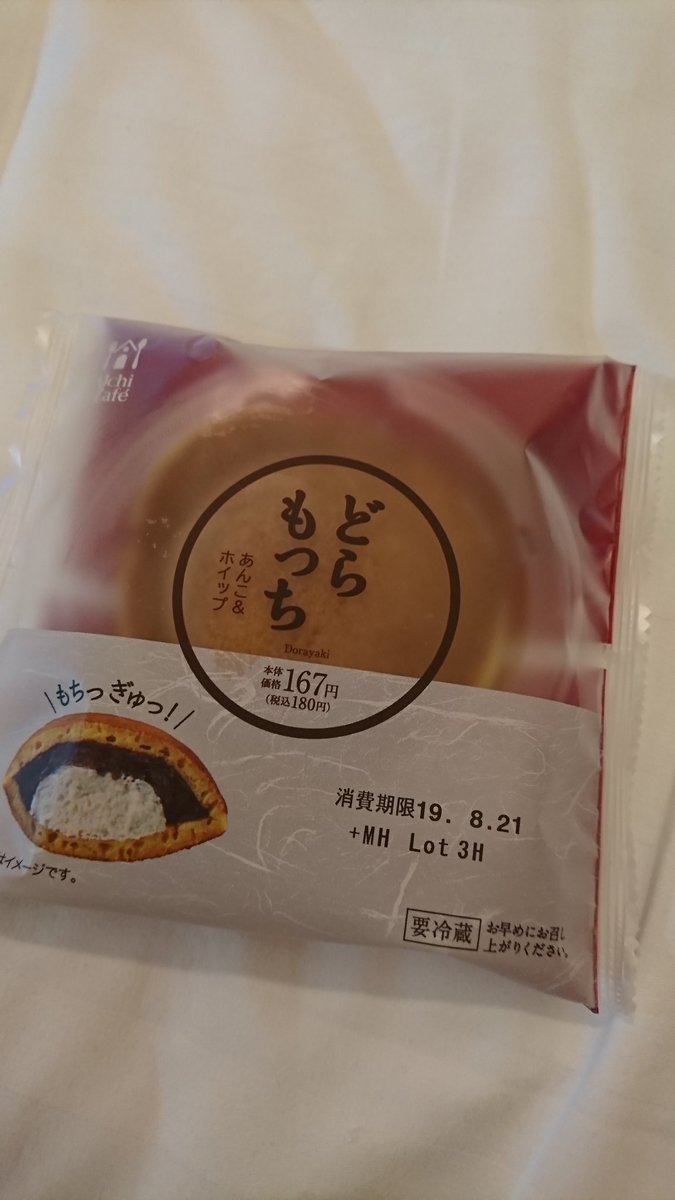 Uchi
Café
どら
もっち
あんこ&
ホイップ
Dorayaki
本体
価格167円
(税込180円)
\もちっぎゅっ!/
消費期限19. 8.21
+MH Lot 3H
はイメージです。
要冷蔵
お早めにお召し
上がりください。